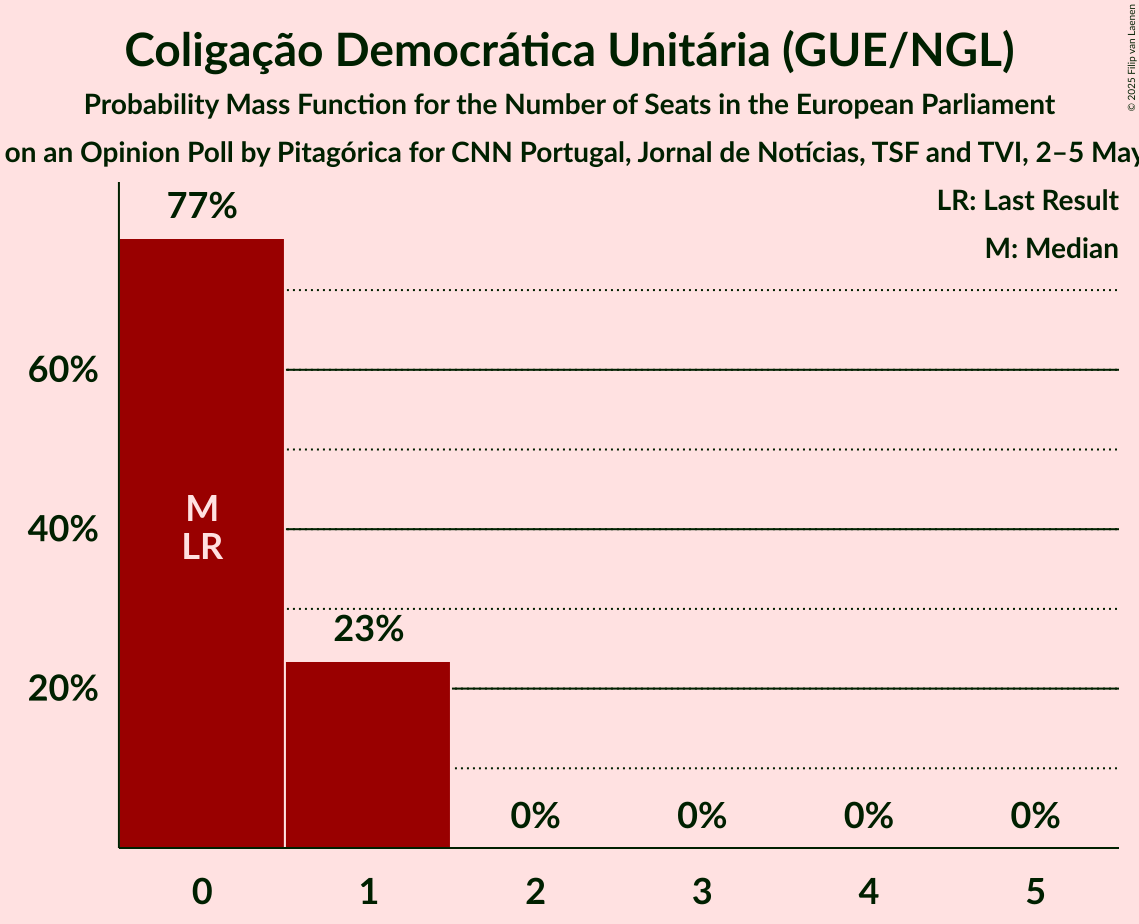 Coligação Democrática Unitária (GUE/NGL)
Probability Mass Function for the Number of Seats in the European Parliament
on an Opinion Poll by Pitagórica for CNN Portugal, Jornal de Notícias, TSF and TVI, 2–5 May
© 2025 Filip van Laenen
LR: Last Result
M: Median
77%
60%
M
40%
LR
23%
20%
0% 0% 0% 0%
0 1 2 3 4 5